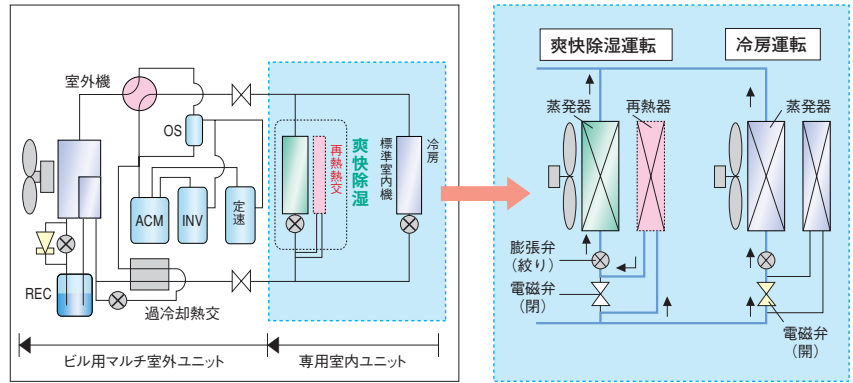 室外機
OS
ACM
INV
定速
REC
過冷却熱交
再熱熱交
爽快除湿
標準室内機
冷房
ビル用マルチ室外ユニット
専用室内ユニット
爽快除湿運転
冷房運転
蒸発器
再熱器
蒸発器
膨張弁
（絞り）
電磁弁
（閉）
電磁弁
（開）